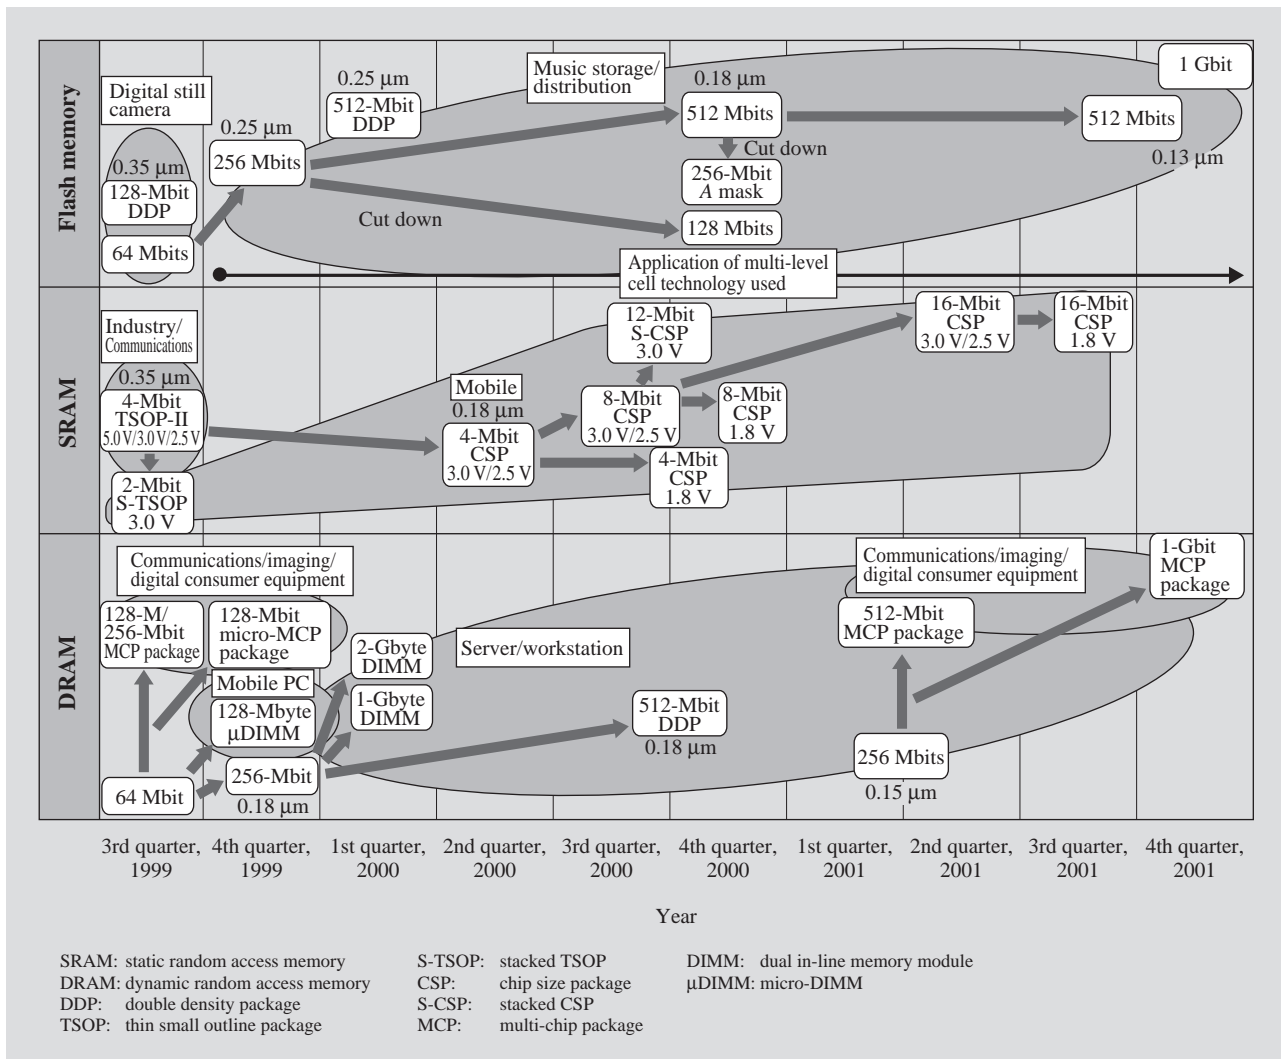 Flash memory
Digital still
camera
0.35 µm
128-Mbit
DDP
64 Mbits
0.25 µm
256 Mbits
0.25 µm
512-Mbit
DDP
Cut down
Music storage/
distribution
0.18 µm
512 Mbits
Cut down
256-Mbit
A mask
128 Mbits
512 Mbits
0.13 µm
1 Gbit
Application of multi-level
cell technology used
SRAM
Industry/
Communications
0.35 µm
4-Mbit
TSOP-II
5.0 V/3.0 V/2.5 V
2-Mbit
S-TSOP
3.0 V
Mobile
0.18 µm
4-Mbit
CSP
3.0 V/2.5 V
12-Mbit
S-CSP
3.0 V
8-Mbit
CSP
3.0 V/2.5 V
4-Mbit
CSP
1.8 V
8-Mbit
CSP
1.8 V
16-Mbit
CSP
3.0 V/2.5 V
16-Mbit
CSP
1.8 V
DRAM
Communications/imaging/
digital consumer equipment
128-M/
256-Mbit
MCP package
128-Mbit
micro-MCP
package
Mobile PC
128-Mbyte
µDIMM
64 Mbit
256-Mbit
0.18 µm
2-Gbyte
DIMM
1-Gbyte
DIMM
Server/workstation
512-Mbit
DDP
0.18 µm
Communications/imaging/
digital consumer equipment
512-Mbit
MCP package
256 Mbits
0.15 µm
1-Gbit
MCP
package
3rd quarter,
1999
4th quarter,
1999
1st quarter,
2000
2nd quarter,
2000
3rd quarter,
2000
4th quarter,
2000
1st quarter,
2001
2nd quarter,
2001
3rd quarter,
2001
4th quarter,
2001
Year
SRAM: static random access memory
DRAM: dynamic random access memory
DDP: double density package
TSOP: thin small outline package
S-TSOP: stacked TSOP
CSP: chip size package
S-CSP: stacked CSP
MCP: multi-chip package
DIMM: dual in-line memory module
µDIMM: micro-DIMM